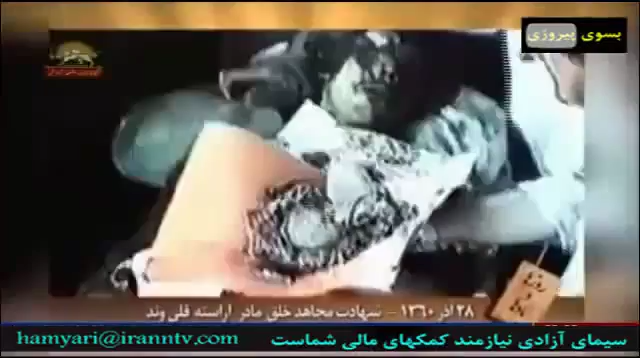 بسوی پیروزی
۲۸ آذر ۱۳۶۰ – شهادت مجاهد خلق مادر اراسته قلی وند
hamyari@iranntv.com سیمای آزادی نیازمند کمکهای مالی شماست